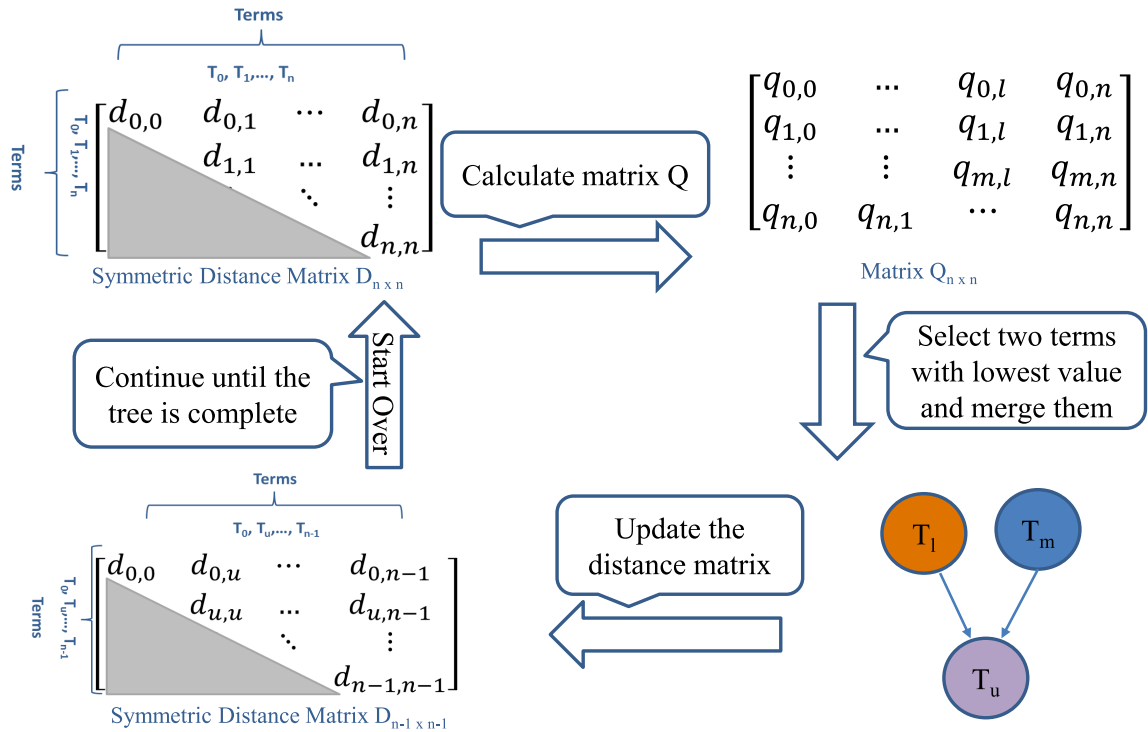 Terms
T₀, T₁,..., Tₙ
Terms
T₀, T₁,..., Tₙ
d₀,₀ d₀,₁ ⋯ d₀,ₙ
d₁,₁ ... d₁,ₙ
⋱ ⋮
dₙ,ₙ
Symmetric Distance Matrix Dₙ ₓ ₙ
Calculate matrix Q
q₀,₀ ... q₀,ₗ q₀,ₙ
q₁,₀ ... q₁,ₗ q₁,ₙ
⋮ ⋮ qₘ,ₗ qₘ,ₙ
qₙ,₀ qₙ,₁ ⋯ qₙ,ₙ
Matrix Qₙ ₓ ₙ
Select two terms
with lowest value
and merge them
Tₗ
Tₘ
Tᵤ
Update the
distance matrix
Terms
T₀, Tᵤ,..., Tₙ₋₁
Terms
T₀, Tᵤ,..., Tₙ₋₁
d₀,₀ d₀,ᵤ ⋯ d₀,ₙ₋₁
dᵤ,ᵤ ... dᵤ,ₙ₋₁
⋱ ⋮
dₙ₋₁,ₙ₋₁
Symmetric Distance Matrix Dₙ₋₁ ₓ ₙ₋₁
Continue until the
tree is complete
Start Over